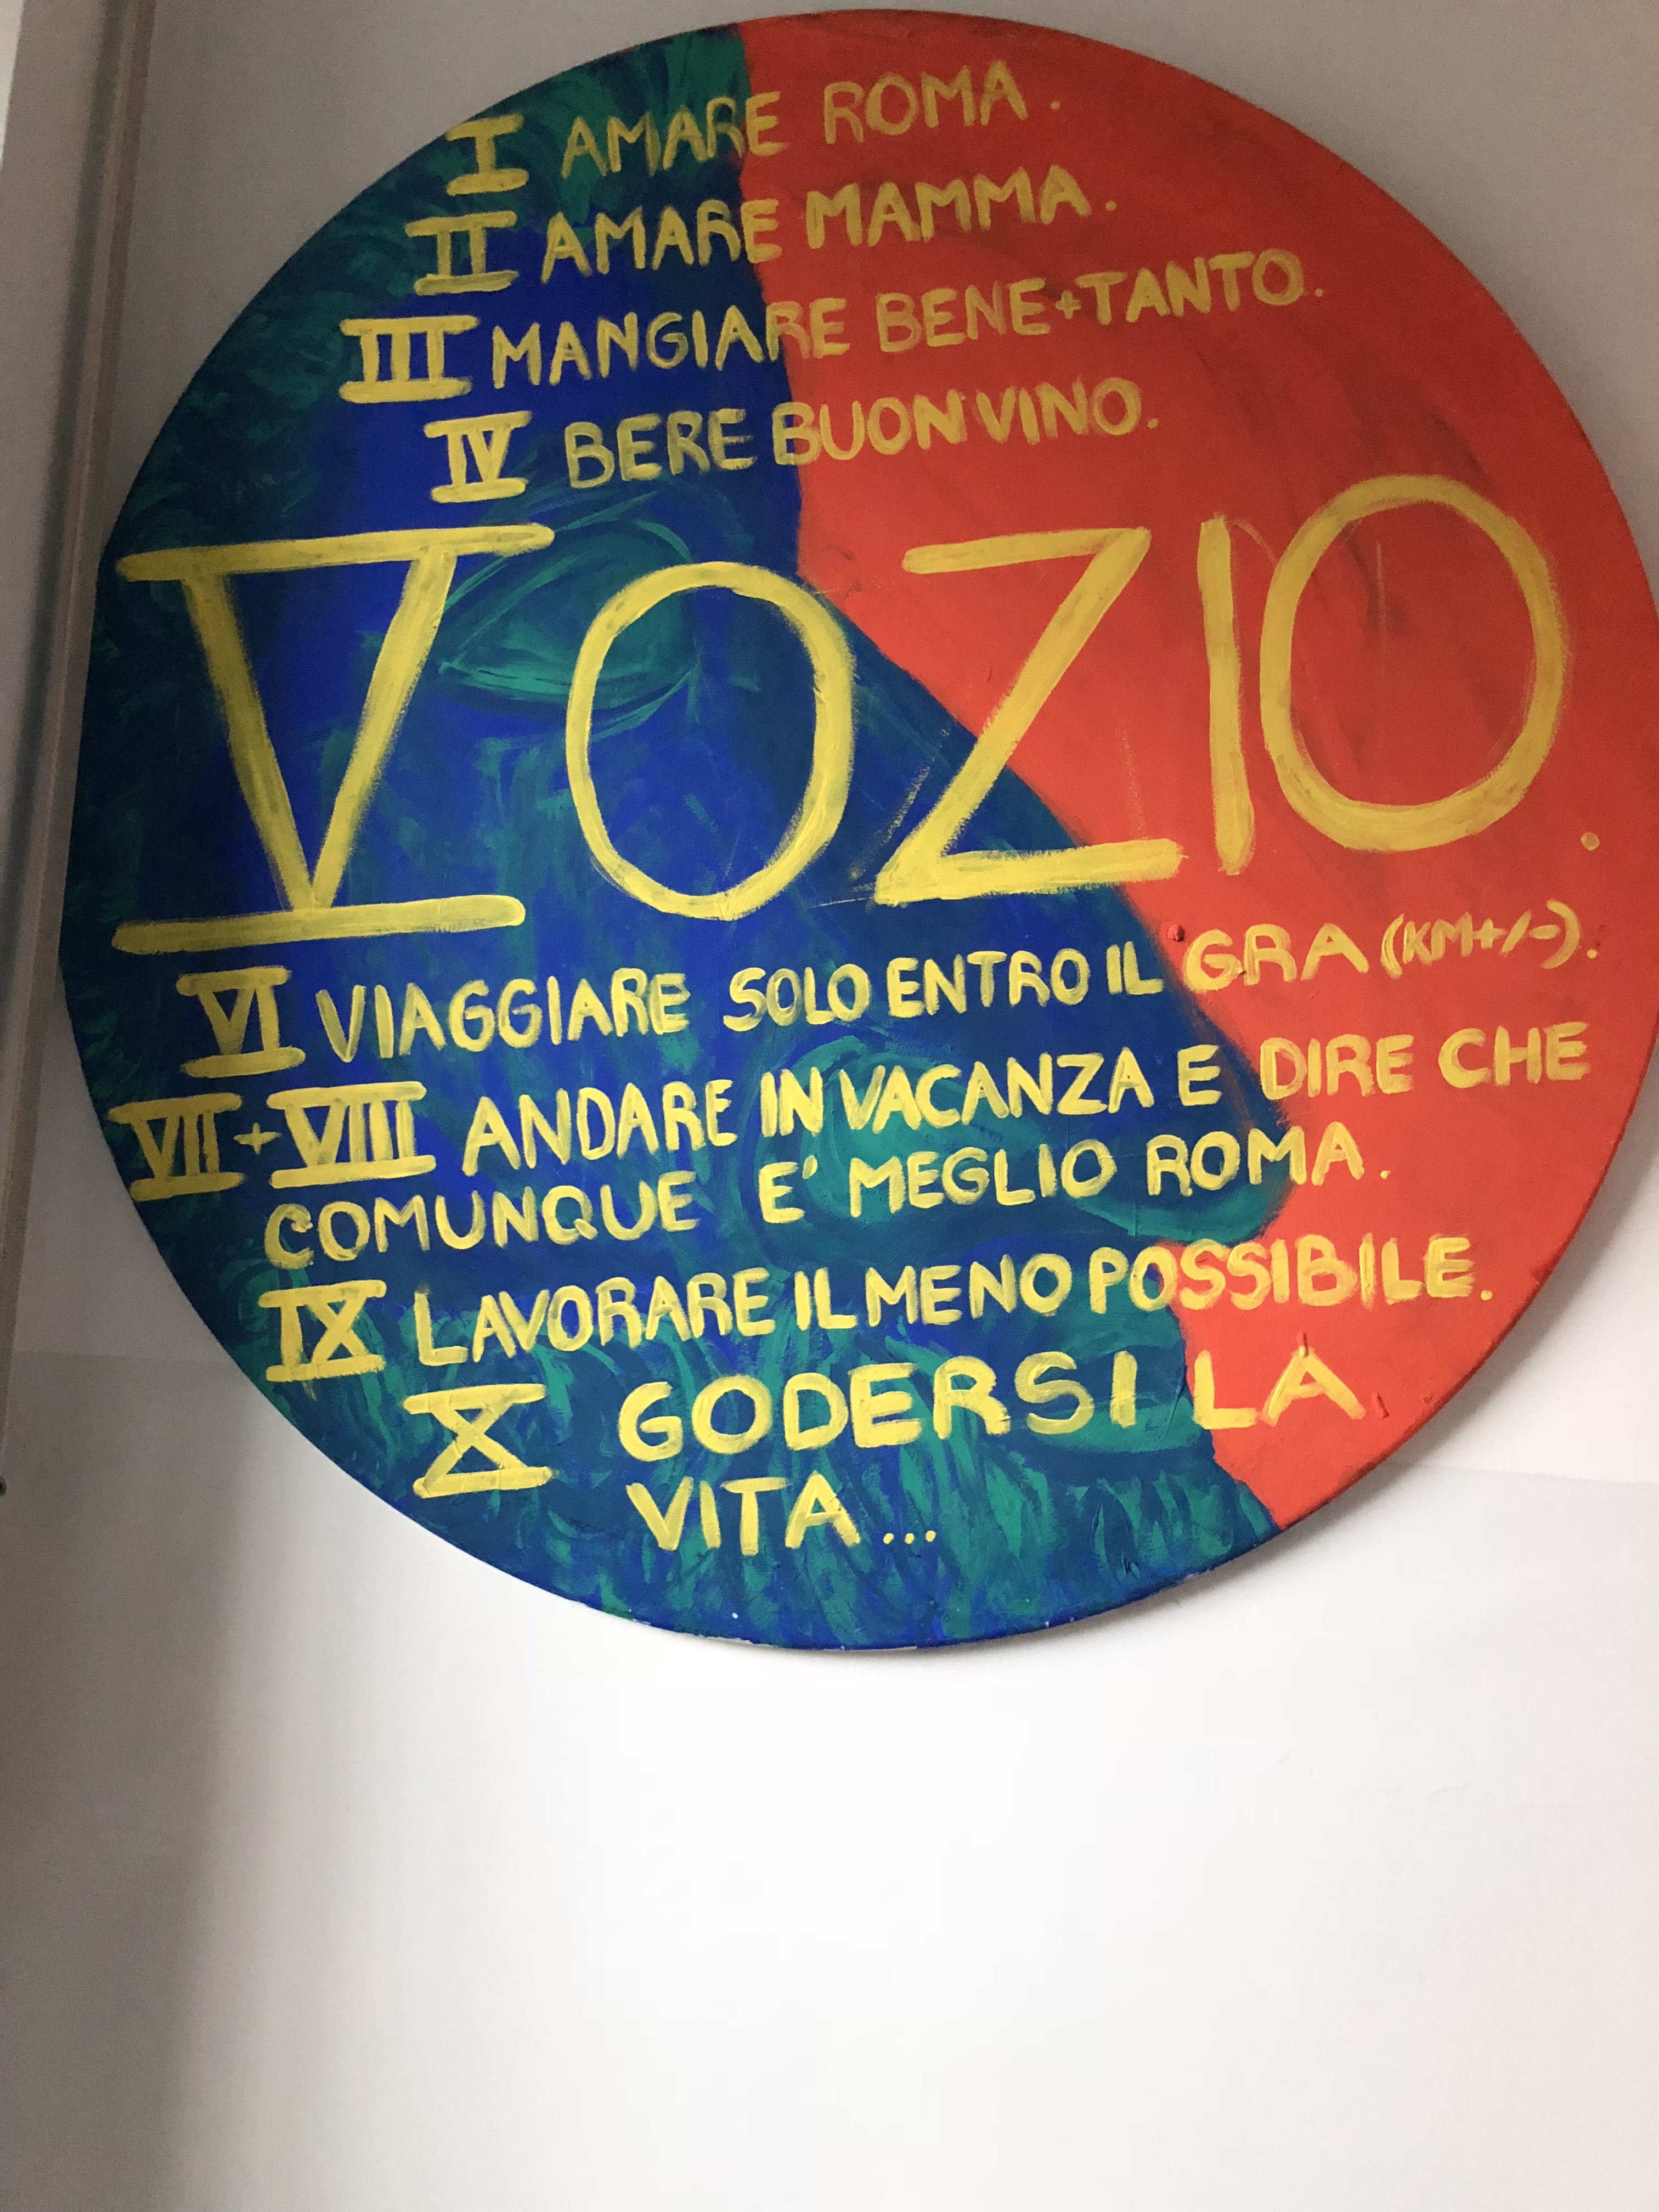 I AMARE ROMA.
II AMARE MAMMA.
III MANGIARE BENE+TANTO.
IV BERE BUON VINO.
V OZIO.
VI VIAGGIARE SOLO ENTRO IL GRA (KM+/-).
VII+VIII ANDARE IN VACANZA E DIRE CHE
COMUNQUE E' MEGLIO ROMA.
IX LAVORARE IL MENO POSSIBILE.
X GODERSI LA
VITA...